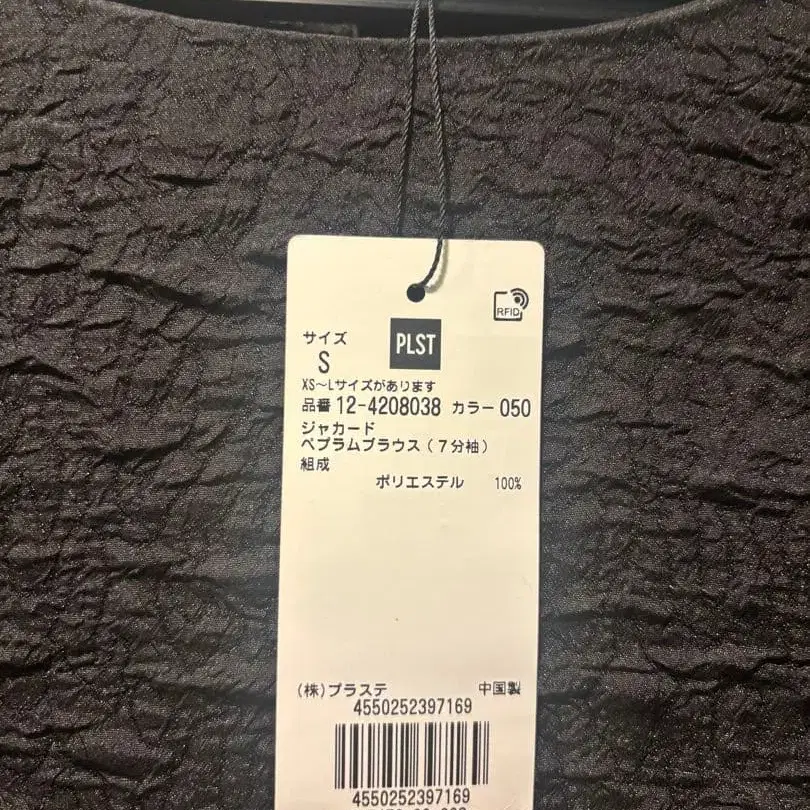 RFID
サイズ
PLST
S
XS〜Lサイズがあります
品番 12-4208038 カラー 050
ジャカード
ペプラムブラウス(7分袖)
組成
ポリエステル 100%
(株)プラステ 中国製
4550252397169
4550252397169